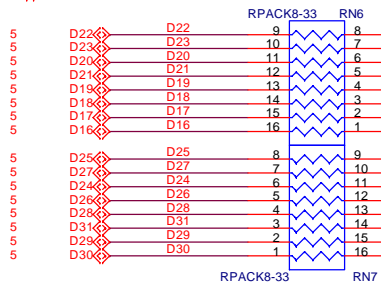 RPACK8-33 RN6
5 D22 D22 9 8
5 D23 D23 10 7
5 D20 D20 11 6
5 D21 D21 12 5
5 D19 D19 13 4
5 D18 D18 14 3
5 D17 D17 15 2
5 D16 D16 16 1
5 D25 D25 8 9
5 D27 D27 7 10
5 D24 D24 6 11
5 D26 D26 5 12
5 D28 D28 4 13
5 D31 D31 3 14
5 D29 D29 2 15
5 D30 D30 1 16
RPACK8-33 RN7